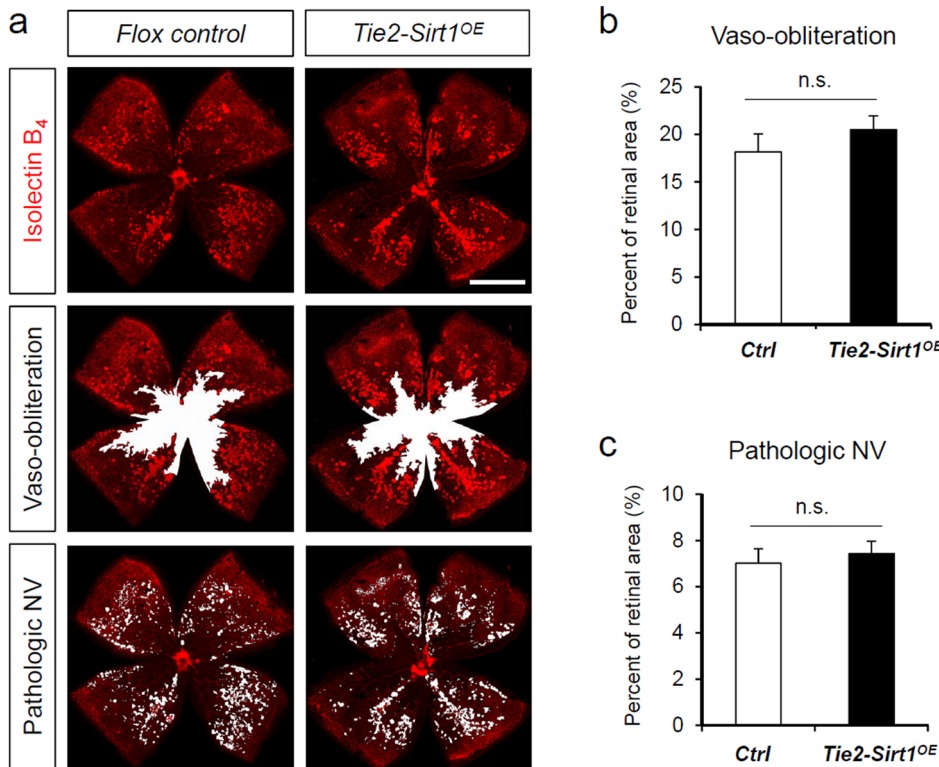 a
Flox control
Tie2-Sirt1ᴼᴱ
Isolectin B₄
Vaso-obliteration
Pathologic NV
b
Vaso-obliteration
Percent of retinal area (%)
25
20
15
10
5
0
n.s.
Ctrl
Tie2-Sirt1ᴼᴱ
c
Pathologic NV
Percent of retinal area (%)
10
8
6
4
2
0
n.s.
Ctrl
Tie2-Sirt1ᴼᴱ